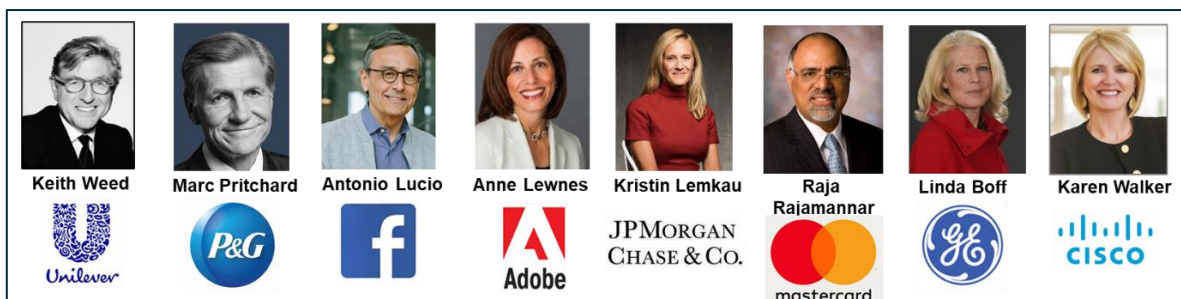 Keith Weed
Marc Pritchard
Antonio Lucio
Anne Lewnes
Kristin Lemkau
Raja
Rajamannar
Linda Boff
Karen Walker
Unilever
P&G
f
Adobe
JPMORGAN
CHASE & CO.
mastercard
GE
CISCO